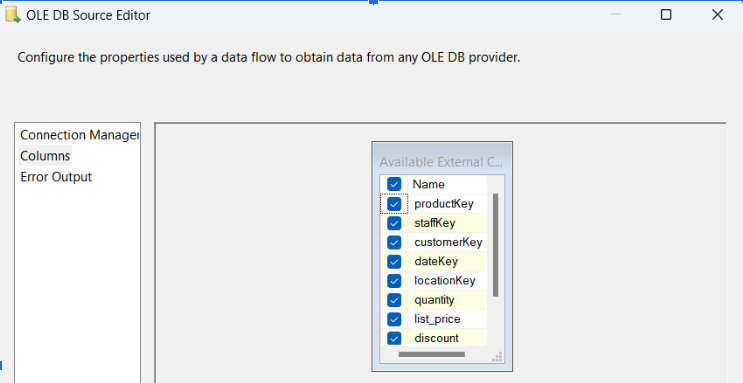 OLE DB Source Editor
Configure the properties used by a data flow to obtain data from any OLE DB provider.
Connection Manager
Columns
Error Output
Available External C...
Name
productKey
staffKey
customerKey
dateKey
locationKey
quantity
list_price
discount